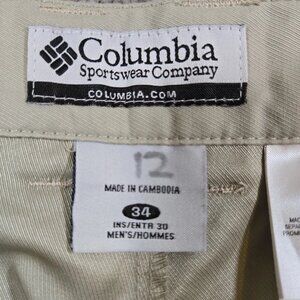 Columbia
Sportswear Company
COLUMBIA.COM
12
MADE IN CAMBODIA
34
INS/ENTR 30
MEN'S/HOMMES